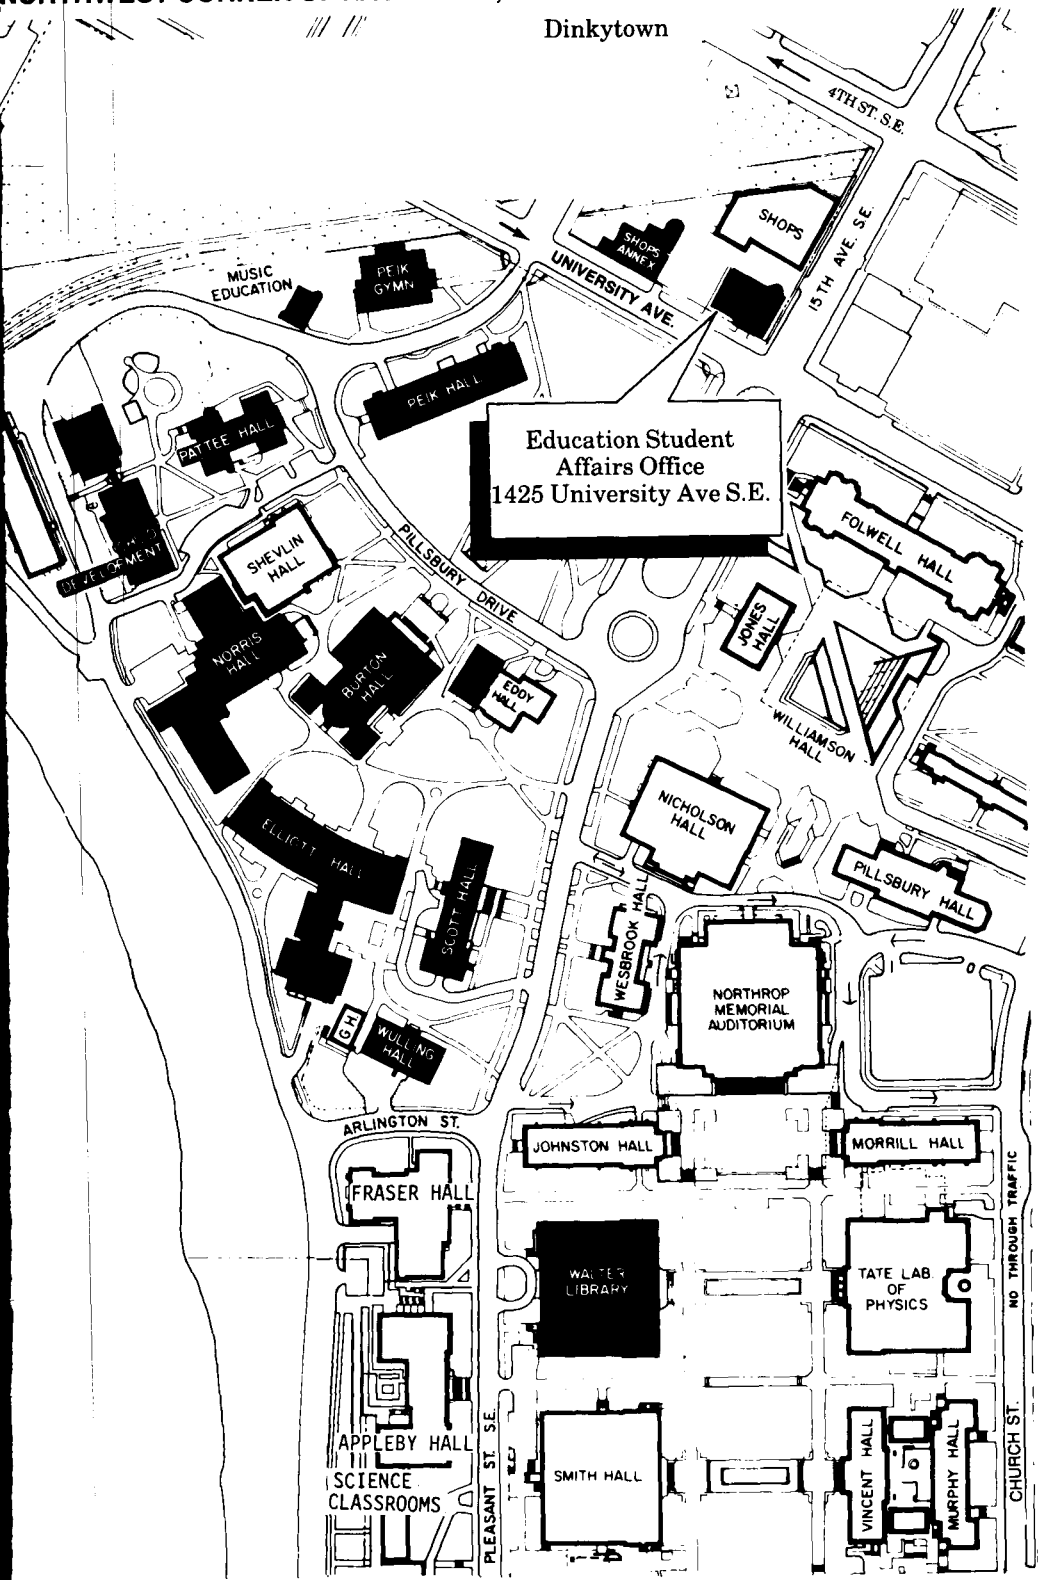 Dinkytown
4TH ST. S.E.
SHOPS
SHOPS
ANNEX
15TH AVE. S.E.
UNIVERSITY AVE.
MUSIC
EDUCATION
PEIK
GYMN
PEIK HALL
PATTEE HALL
Education Student
Affairs Office
1425 University Ave S.E.
FOLWELL HALL
DEVELOPMENT
SHEVLIN
HALL
PILLSBURY DRIVE
JONES
HALL
NORRIS
HALL
BURTON
HALL
EDDY
HALL
WILLIAMSON
HALL
NICHOLSON
HALL
ELLIOTT HALL
SCOTT HALL
PILLSBURY HALL
WESBROOK HALL
NORTHROP
MEMORIAL
AUDITORIUM
G.H.
WULLING
HALL
ARLINGTON ST.
JOHNSTON HALL
MORRILL HALL
FRASER HALL
NO THROUGH TRAFFIC
WALTER
LIBRARY
TATE LAB.
OF
PHYSICS
APPLEBY HALL
SCIENCE
CLASSROOMS
PLEASANT ST. S.E.
SMITH HALL
VINCENT HALL
MURPHY HALL
CHURCH ST.